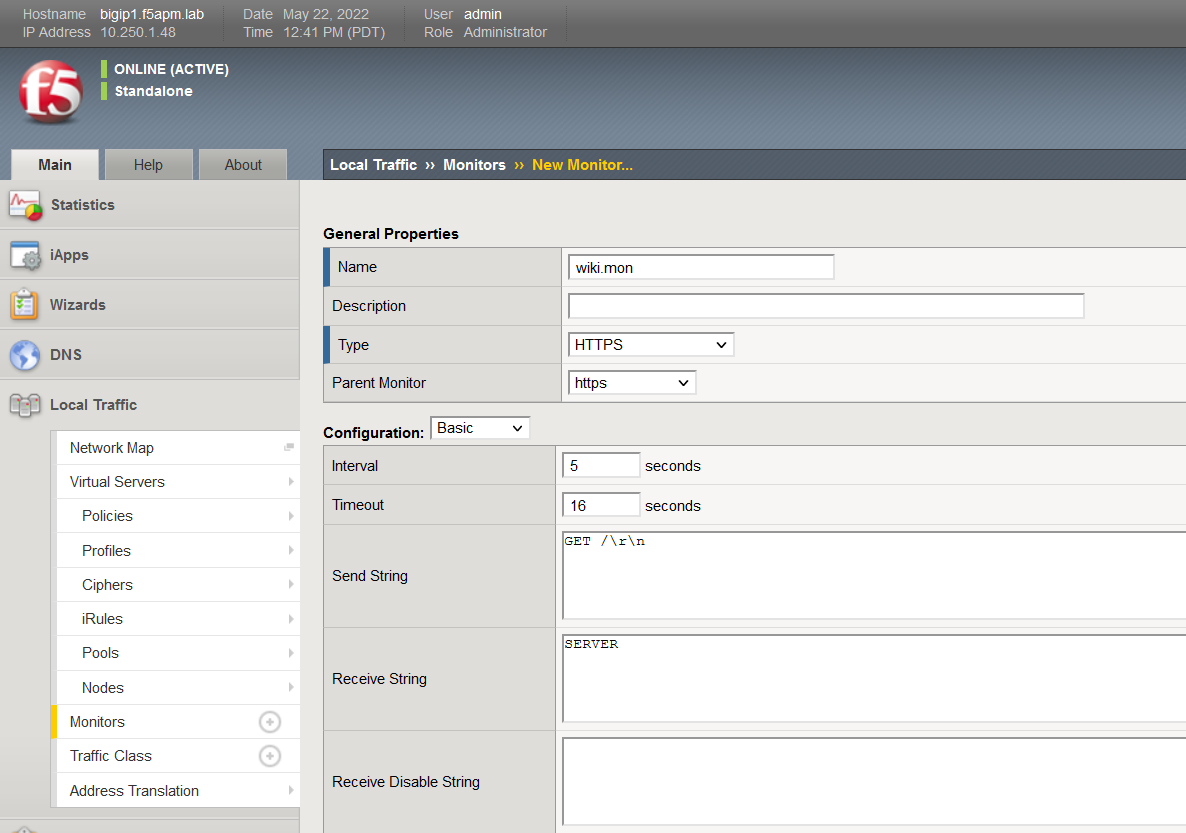 Hostname bigip1.f5apm.lab Date May 22, 2022 User admin
IP Address 10.250.1.48 Time 12:41 PM (PDT) Role Administrator
f5
ONLINE (ACTIVE)
Standalone
Main Help About
Local Traffic ›› Monitors ›› New Monitor...
Statistics
iApps
Wizards
DNS
Local Traffic
Network Map
Virtual Servers
Policies
Profiles
Ciphers
iRules
Pools
Nodes
Monitors
Traffic Class
Address Translation
General Properties
Name wiki.mon
Description
Type HTTPS
Parent Monitor https
Configuration: Basic
Interval 5 seconds
Timeout 16 seconds
Send String GET /\r\n
Receive String SERVER
Receive Disable String